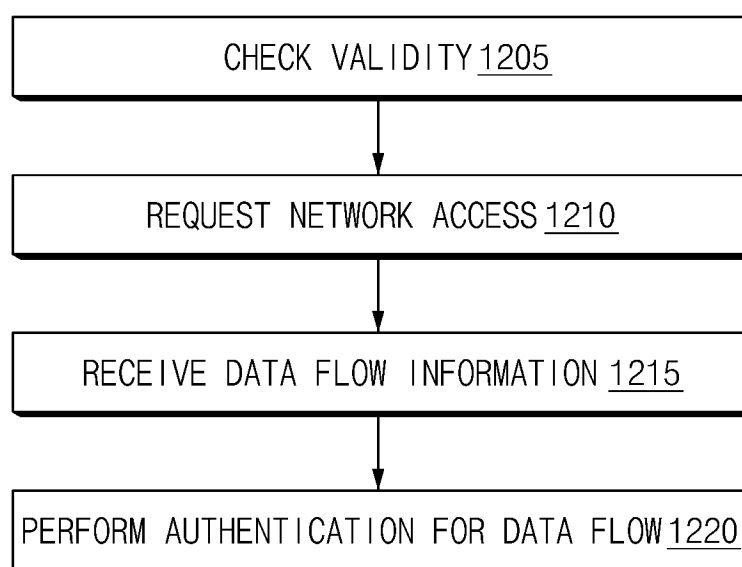 CHECK VALIDITY 1205
REQUEST NETWORK ACCESS 1210
RECEIVE DATA FLOW INFORMATION 1215
PERFORM AUTHENTICATION FOR DATA FLOW 1220